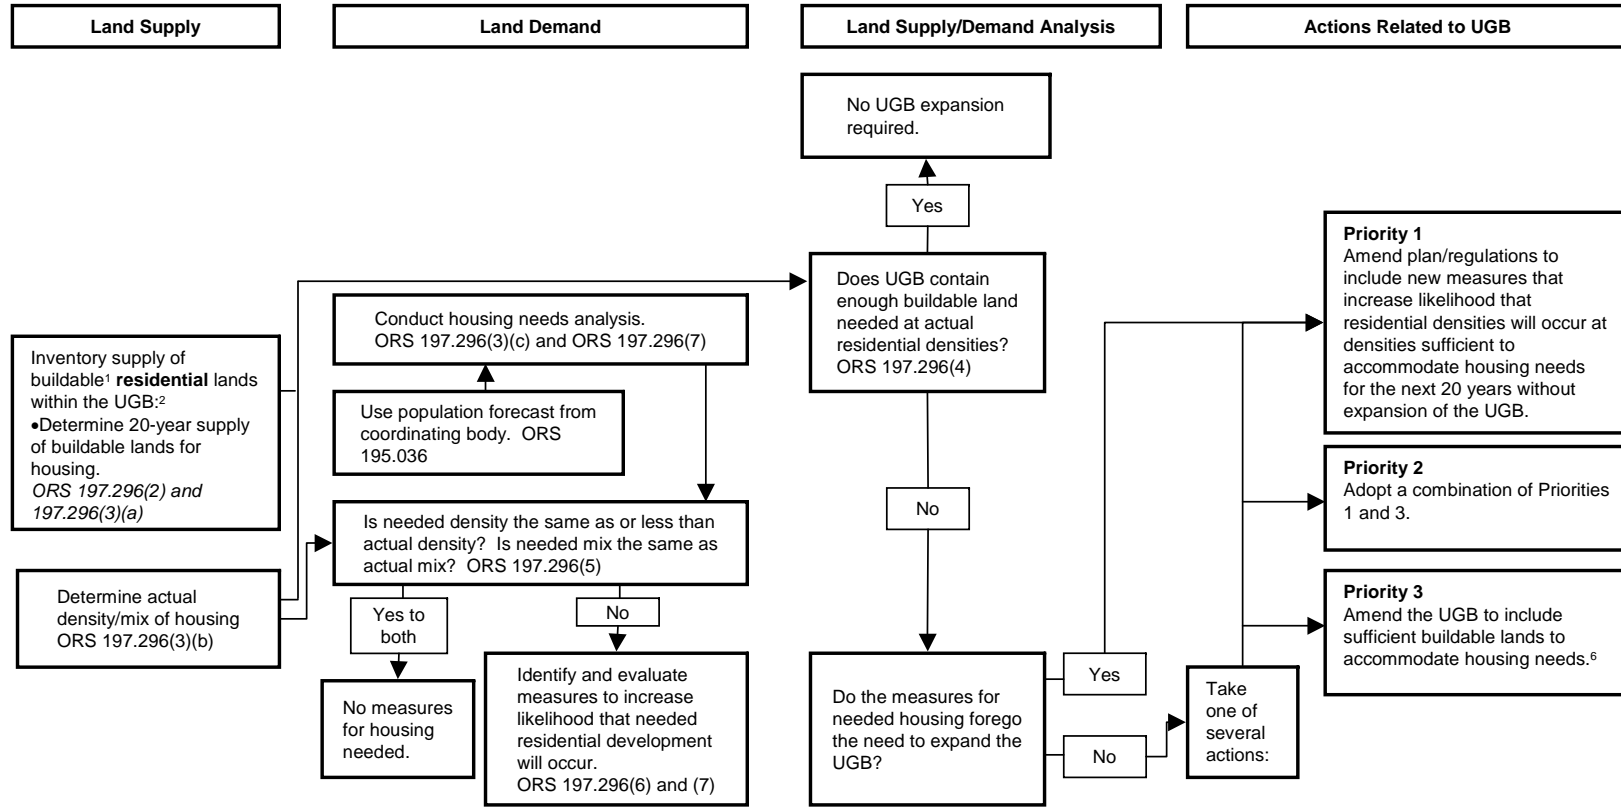 Land Supply
Land Demand
Land Supply/Demand Analysis
Actions Related to UGB
Inventory supply of
buildable¹ residential lands
within the UGB:²
•Determine 20-year supply
of buildable lands for
housing.
ORS 197.296(2) and
197.296(3)(a)
Determine actual
density/mix of housing
ORS 197.296(3)(b)
Conduct housing needs analysis.
ORS 197.296(3)(c) and ORS 197.296(7)
Use population forecast from
coordinating body.  ORS
195.036
Is needed density the same as or less than
actual density?  Is needed mix the same as
actual mix?  ORS 197.296(5)
Yes to
both
No
No measures
for housing
needed.
Identify and evaluate
measures to increase
likelihood that needed
residential development
will occur.
ORS 197.296(6) and (7)
No UGB expansion
required.
Yes
Does UGB contain
enough buildable land
needed at actual
residential densities?
ORS 197.296(4)
No
Do the measures for
needed housing forego
the need to expand the
UGB?
Yes
No
Take
one of
several
actions:
Priority 1
Amend plan/regulations to
include new measures that
increase likelihood that
residential densities will occur at
densities sufficient to
accommodate housing needs
for the next 20 years without
expansion of the UGB.
Priority 2
Adopt a combination of Priorities
1 and 3.
Priority 3
Amend the UGB to include
sufficient buildable lands to
accommodate housing needs.⁶